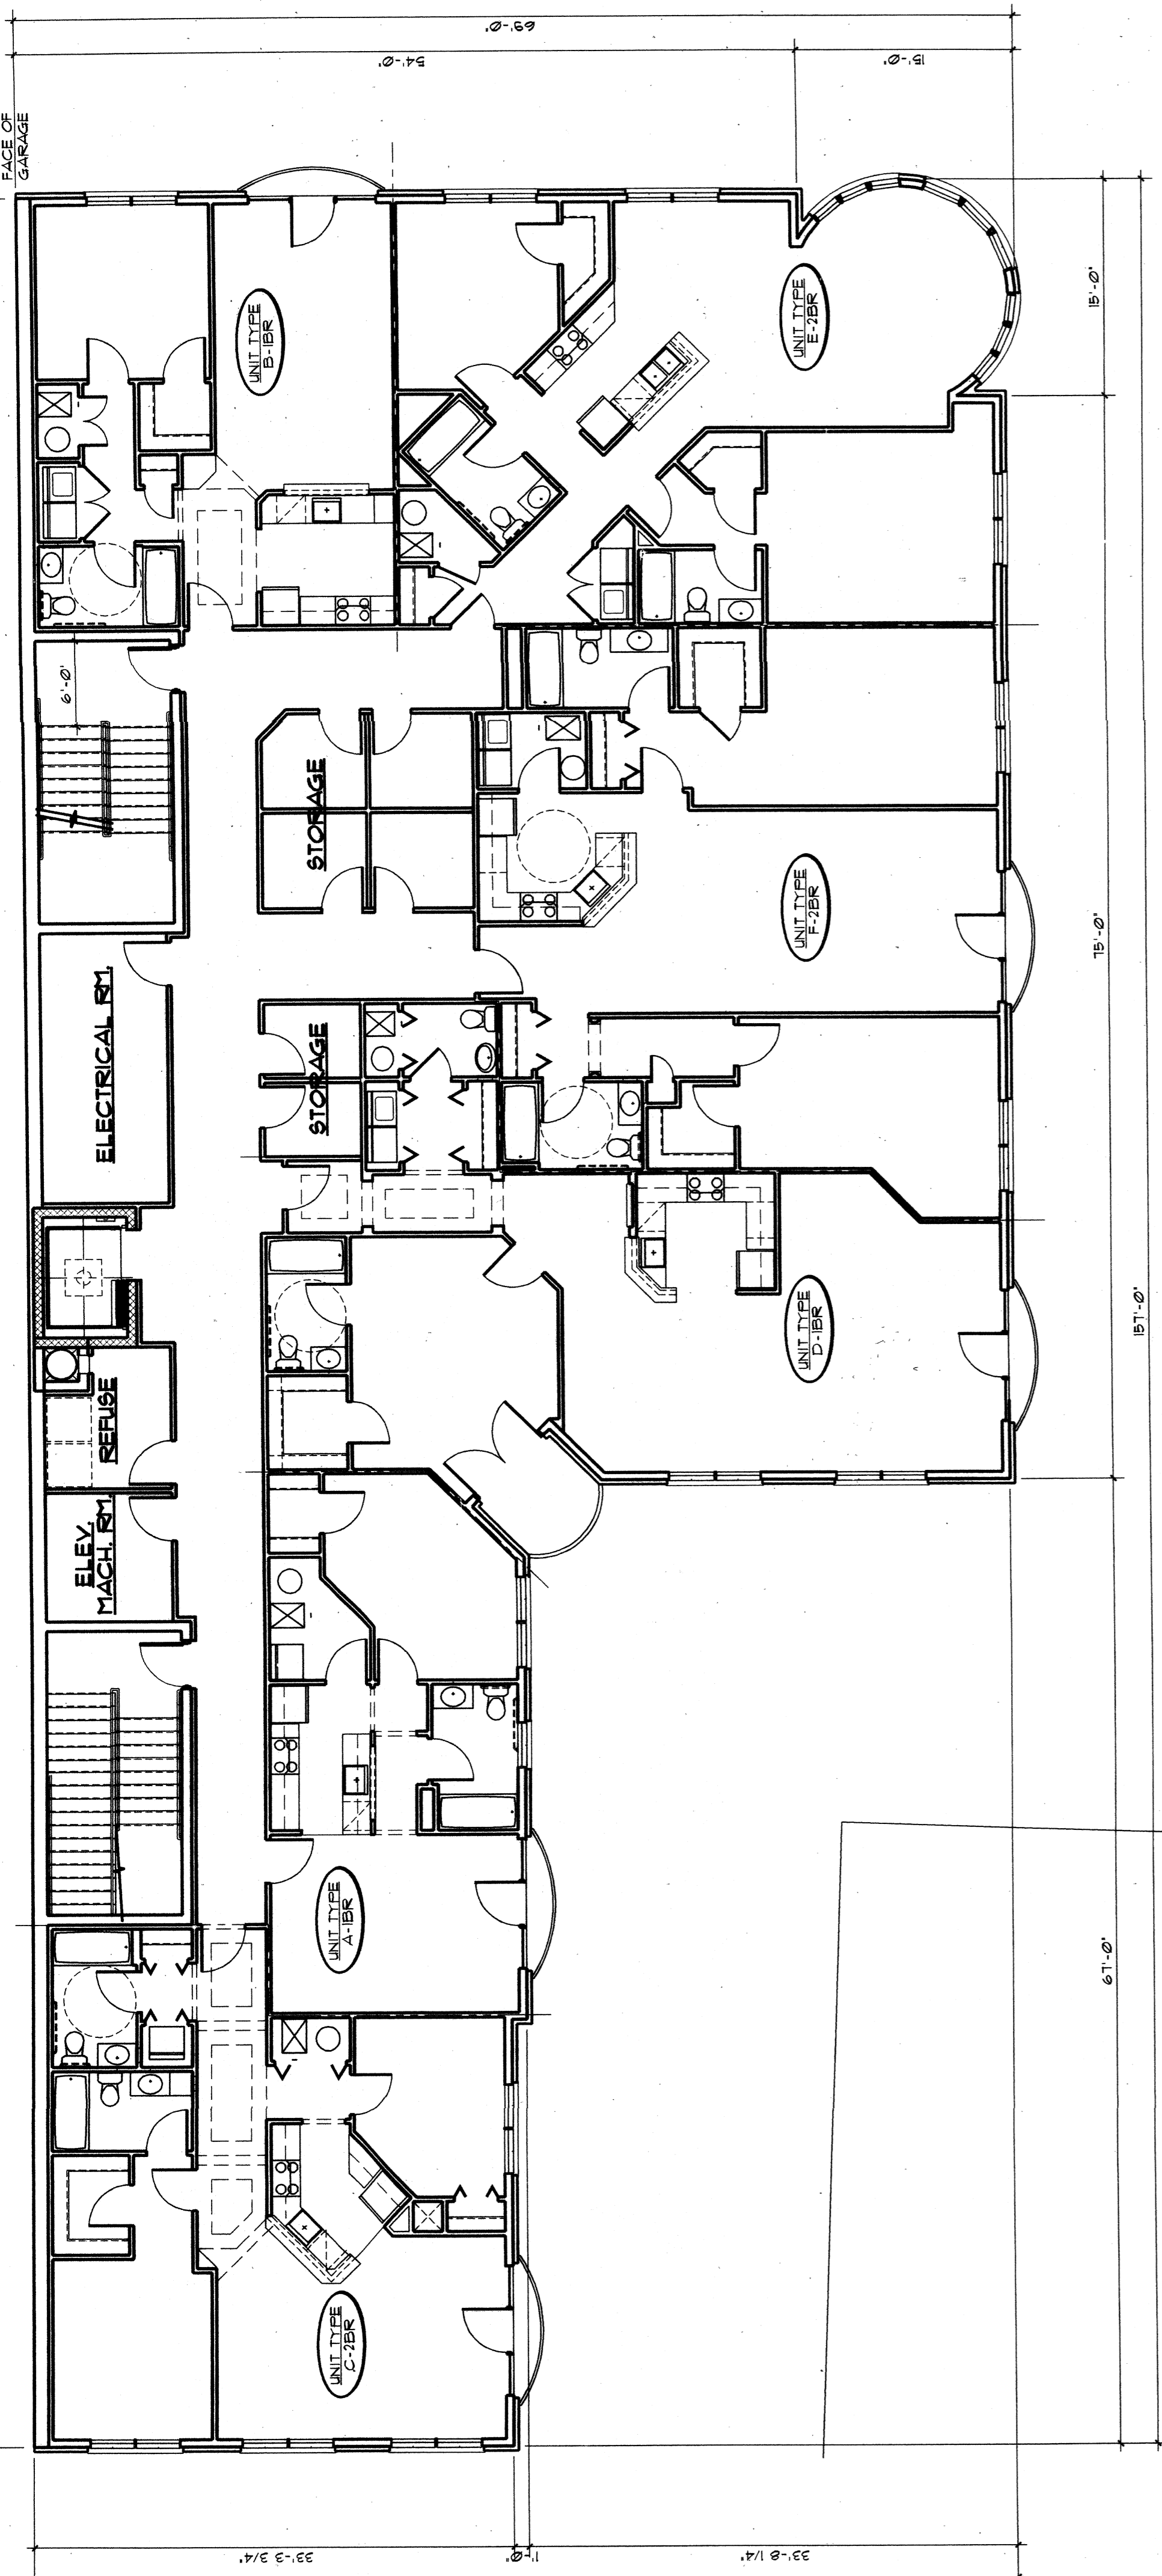 69'-0"
54'-0"
15'-0"
FACE OF
GARAGE
UNIT TYPE
B-1BR
UNIT TYPE
E-2BR
15'-0"
6'-0"
STORAGE
UNIT TYPE
F-2BR
75'-0"
ELECTRICAL RM.
STORAGE
157'-0"
UNIT TYPE
D-1BR
REFUSE
ELEV.
MACH. RM.
UNIT TYPE
A-1BR
67'-0"
UNIT TYPE
C-2BR
33'-3 3/4"
1'-0"
33'-8 1/4"